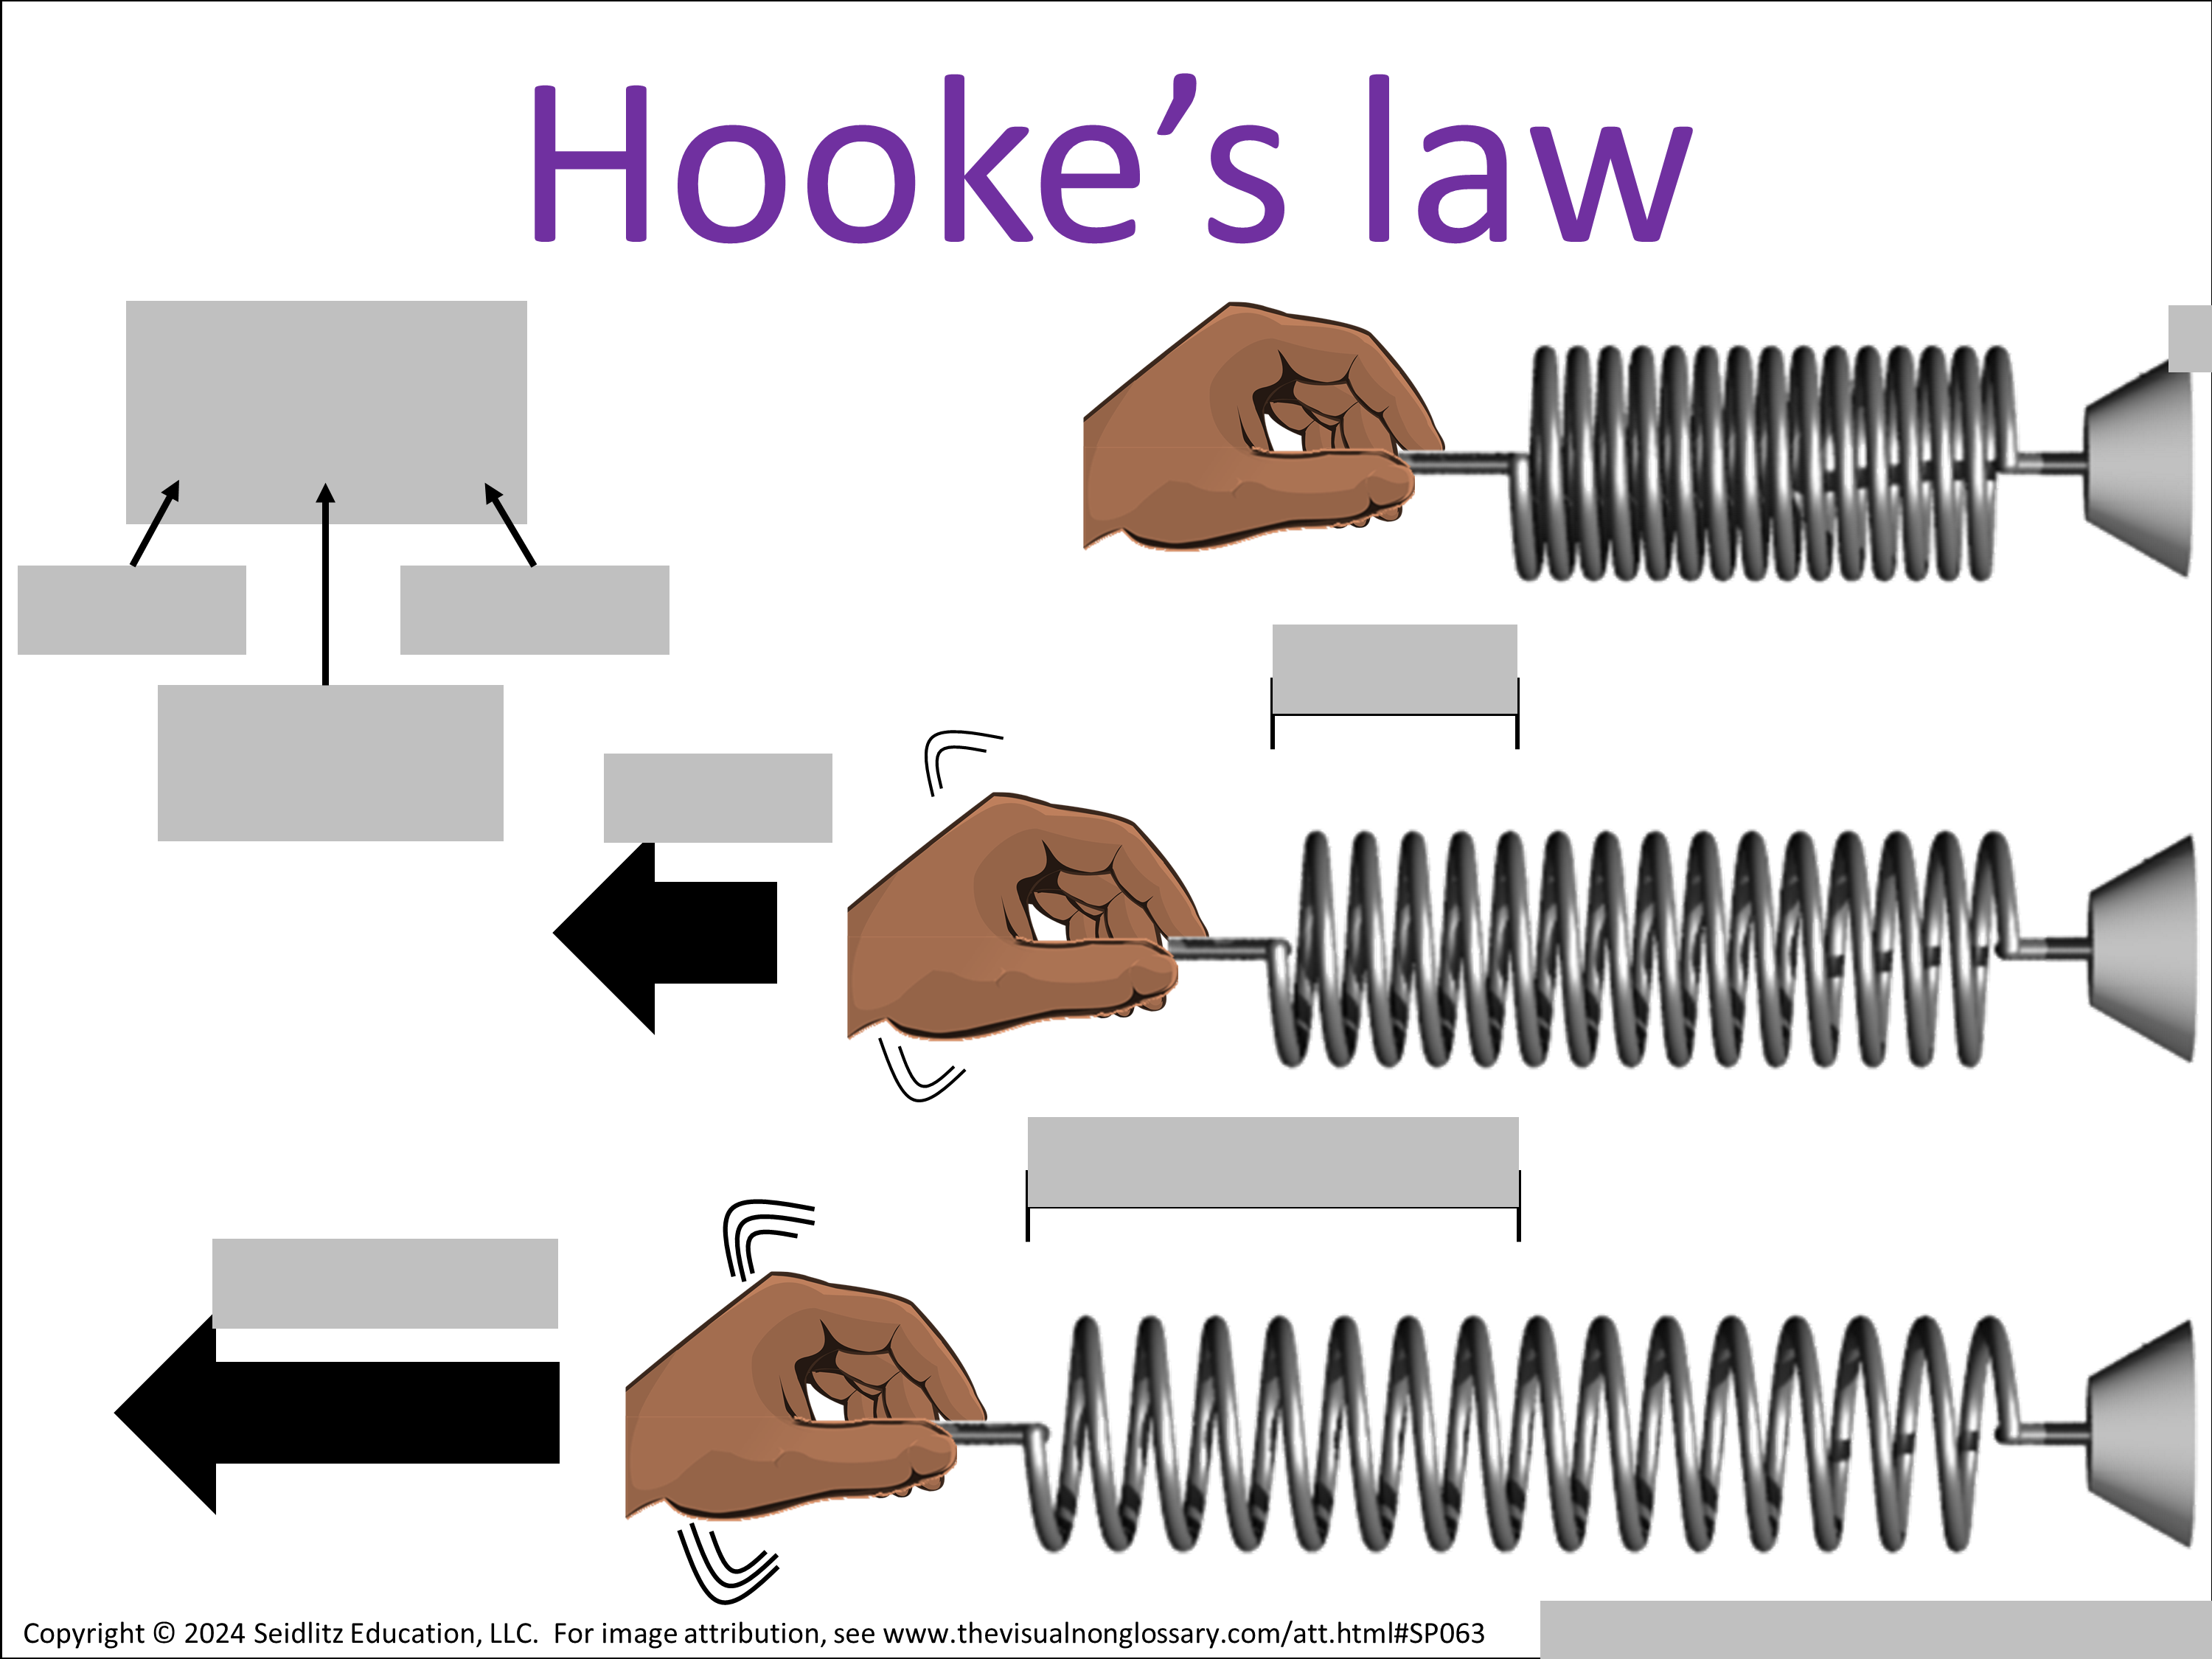 Hooke’s law
Copyright © 2024 Seidlitz Education, LLC.  For image attribution, see www.thevisualnonglossary.com/att.html#SP063